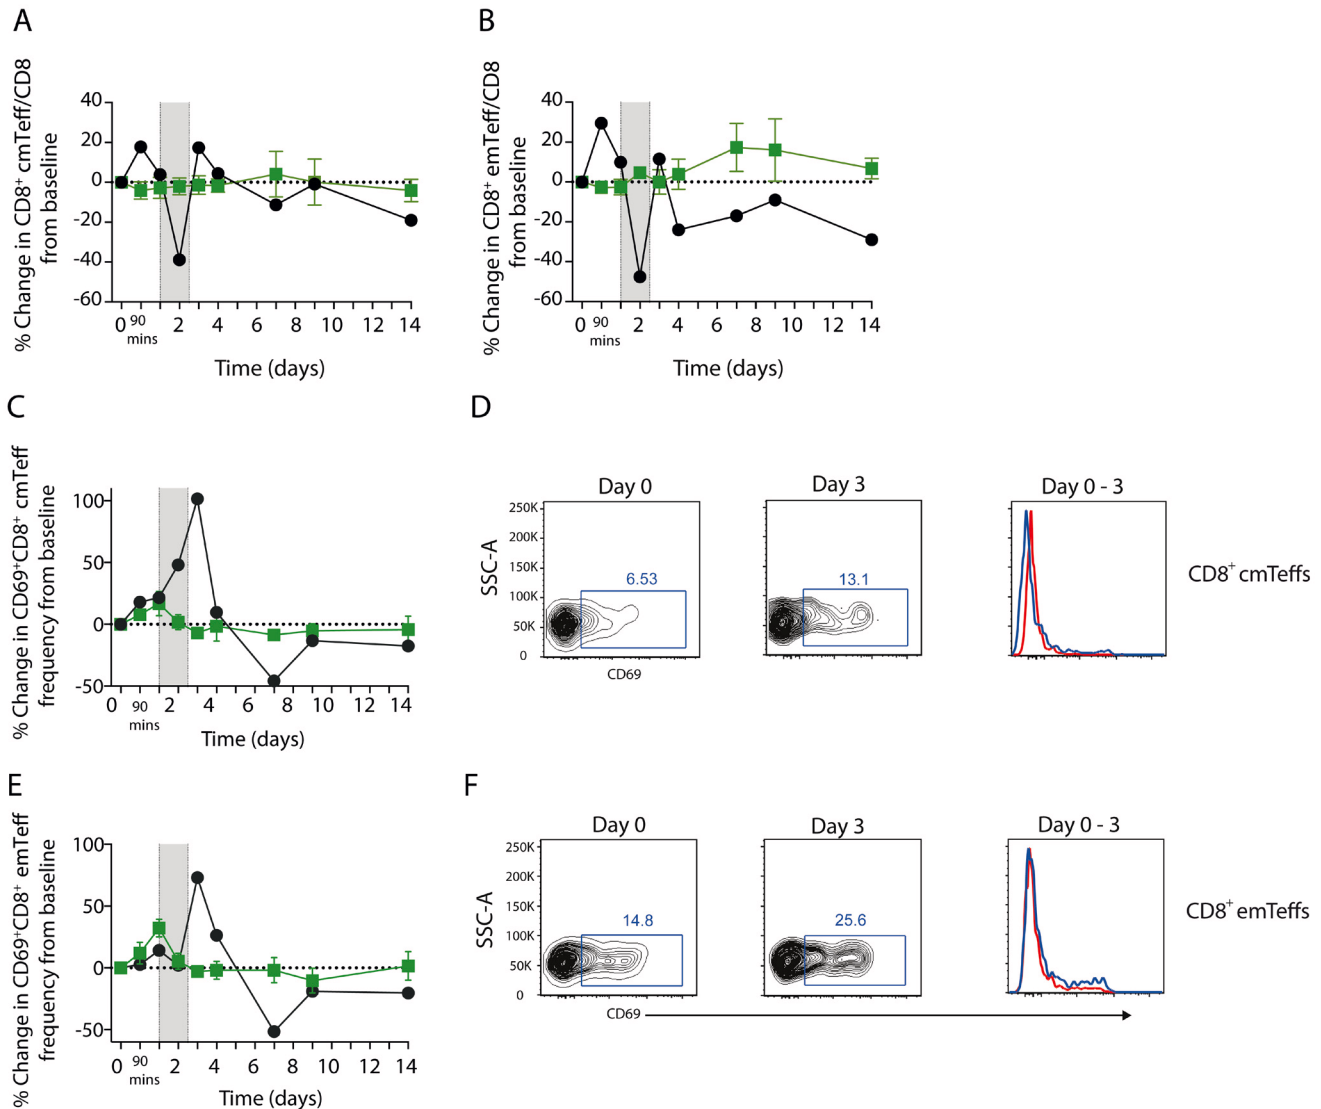 A
% Change in CD8⁺ cmTeff/CD8
from baseline
40
20
0
-20
-40
-60
0 90 mins 2 4 6 8 10 12 14
Time (days)
B
% Change in CD8⁺ emTeff/CD8
from baseline
40
20
0
-20
-40
-60
0 90 mins 2 4 6 8 10 12 14
Time (days)
C
% Change in CD69⁺CD8⁺ cmTeff
frequency from baseline
100
50
0
-50
0 90 mins 2 4 6 8 10 12 14
Time (days)
D
Day 0
Day 3
Day 0 - 3
SSC-A
250K
200K
150K
100K
50K
0
6.53
13.1
CD69
CD8⁺ cmTeffs
E
% Change in CD69⁺CD8⁺ emTeff
frequency from baseline
100
50
0
-50
0 90 mins 2 4 6 8 10 12 14
Time (days)
F
Day 0
Day 3
Day 0 - 3
SSC-A
250K
200K
150K
100K
50K
0
14.8
25.6
CD69
CD8⁺ emTeffs